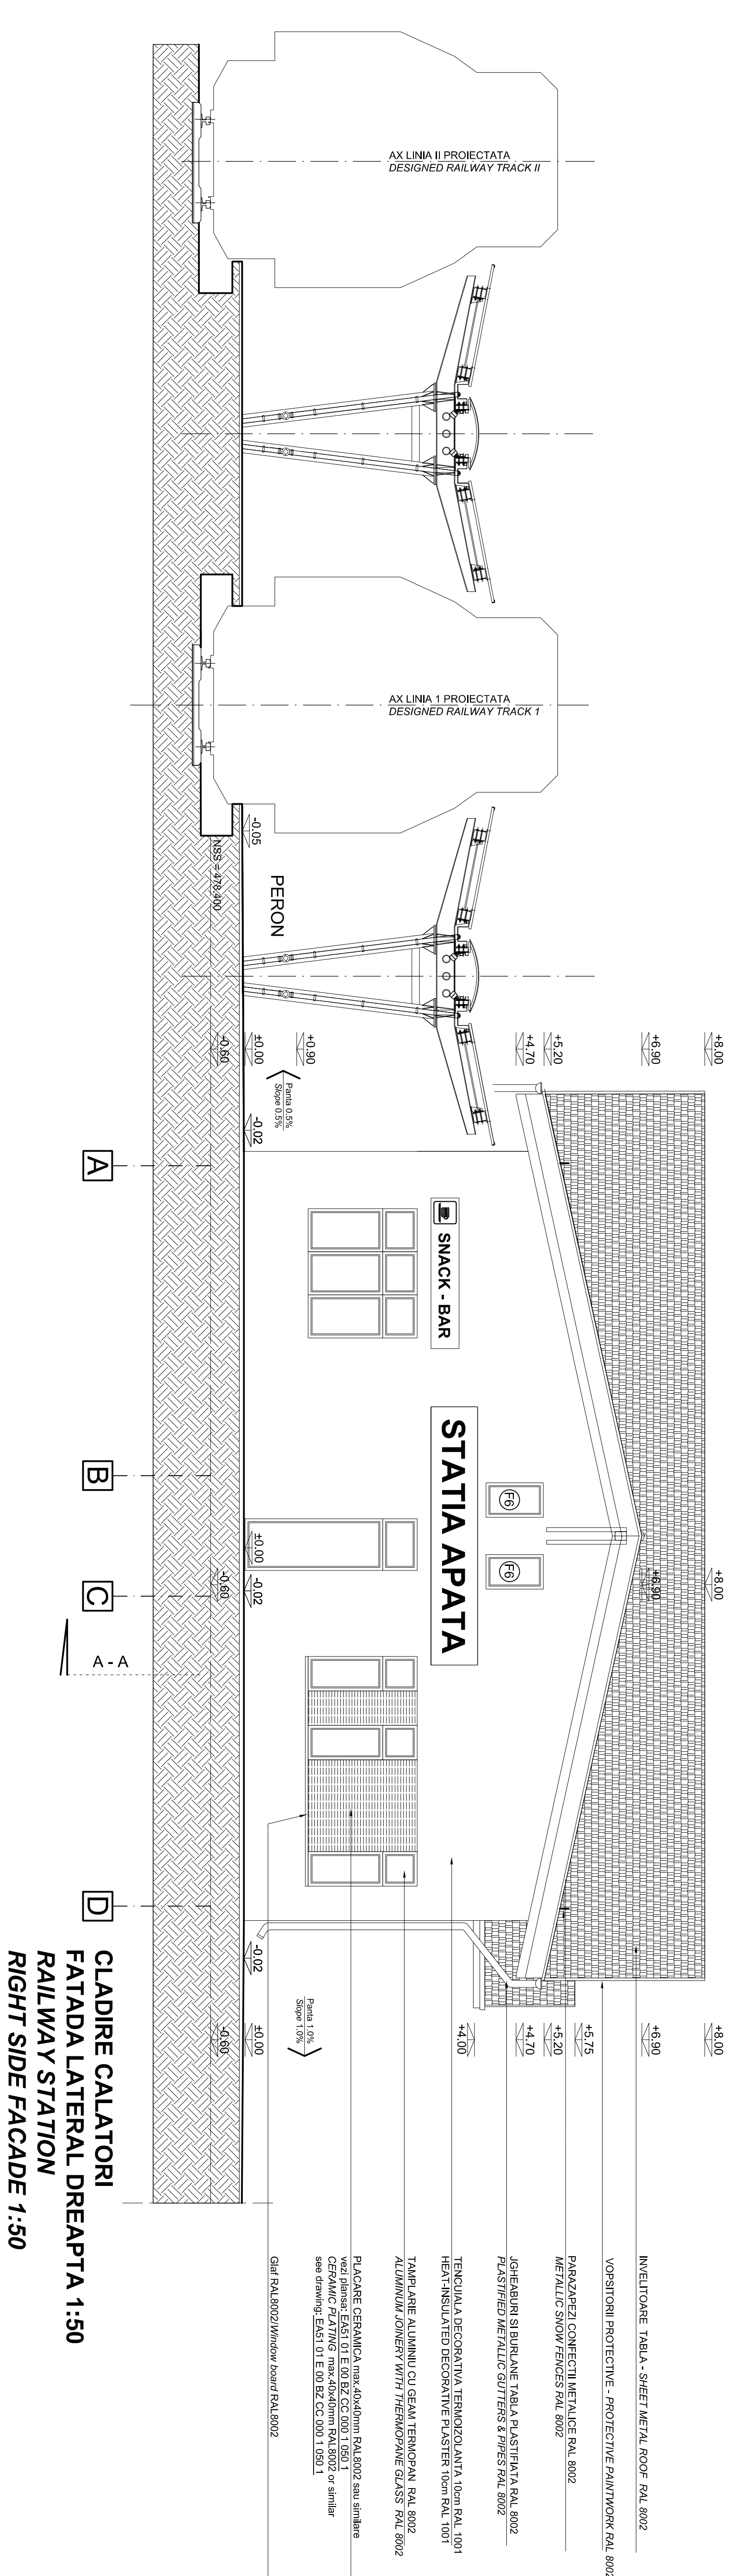 AX LINIA II PROIECTATA
DESIGNED RAILWAY TRACK II
AX LINIA 1 PROIECTATA
DESIGNED RAILWAY TRACK 1
-0.05
NSS = 478.400
PERON
+8.00
+6.90
+5.20
+4.70
+0.90
±0.00
-0.60
Panta 0.5%
Slope 0.5%
-0.02
A
SNACK - BAR
STATIA APATA
F6
F6
B
±0.00
+8.00
+6.90
-0.02
-0.60
C
A - A
D
-0.02
Panta 1.0%
Slope 1.0%
+8.00
+6.90
+5.75
+5.20
+4.70
+4.00
±0.00
-0.60
INVELITOARE TABLA - SHEET METAL ROOF RAL 8002
VOPSITORII PROTECTIVE - PROTECTIVE PAINTWORK RAL 8002
PARAZAPEZI CONFECTII METALICE RAL 8002
METALLIC SNOW FENCES RAL 8002
JGHEABURI SI BURLANE TABLA PLASTIFIATA RAL 8002
PLASTIFIED METALLIC GUTTERS & PIPES RAL 8002
TENCUIALA DECORATIVA TERMOIZOLANTA 10cm RAL 1001
HEAT-INSULATED DECORATIVE PLASTER 10cm RAL 1001
TAMPLARIE ALUMINIU CU GEAM TERMOPAN RAL 8002
ALUMINUM JOINERY WITH THERMOPANE GLASS RAL 8002
PLACARE CERAMICA max.40x40mm RAL8002 sau similare
vezi plansa: EA51 01 E 00 BZ CC 000 1 050 1
CERAMIC PLATING max.40x40mm RAL8002 or similar
see drawing: EA51 01 E 00 BZ CC 000 1 050 1
Glaf RAL8002/Window board RAL8002
CLADIRE CALATORI
FATADA LATERAL DREAPTA 1:50
RAILWAY STATION
RIGHT SIDE FACADE 1:50